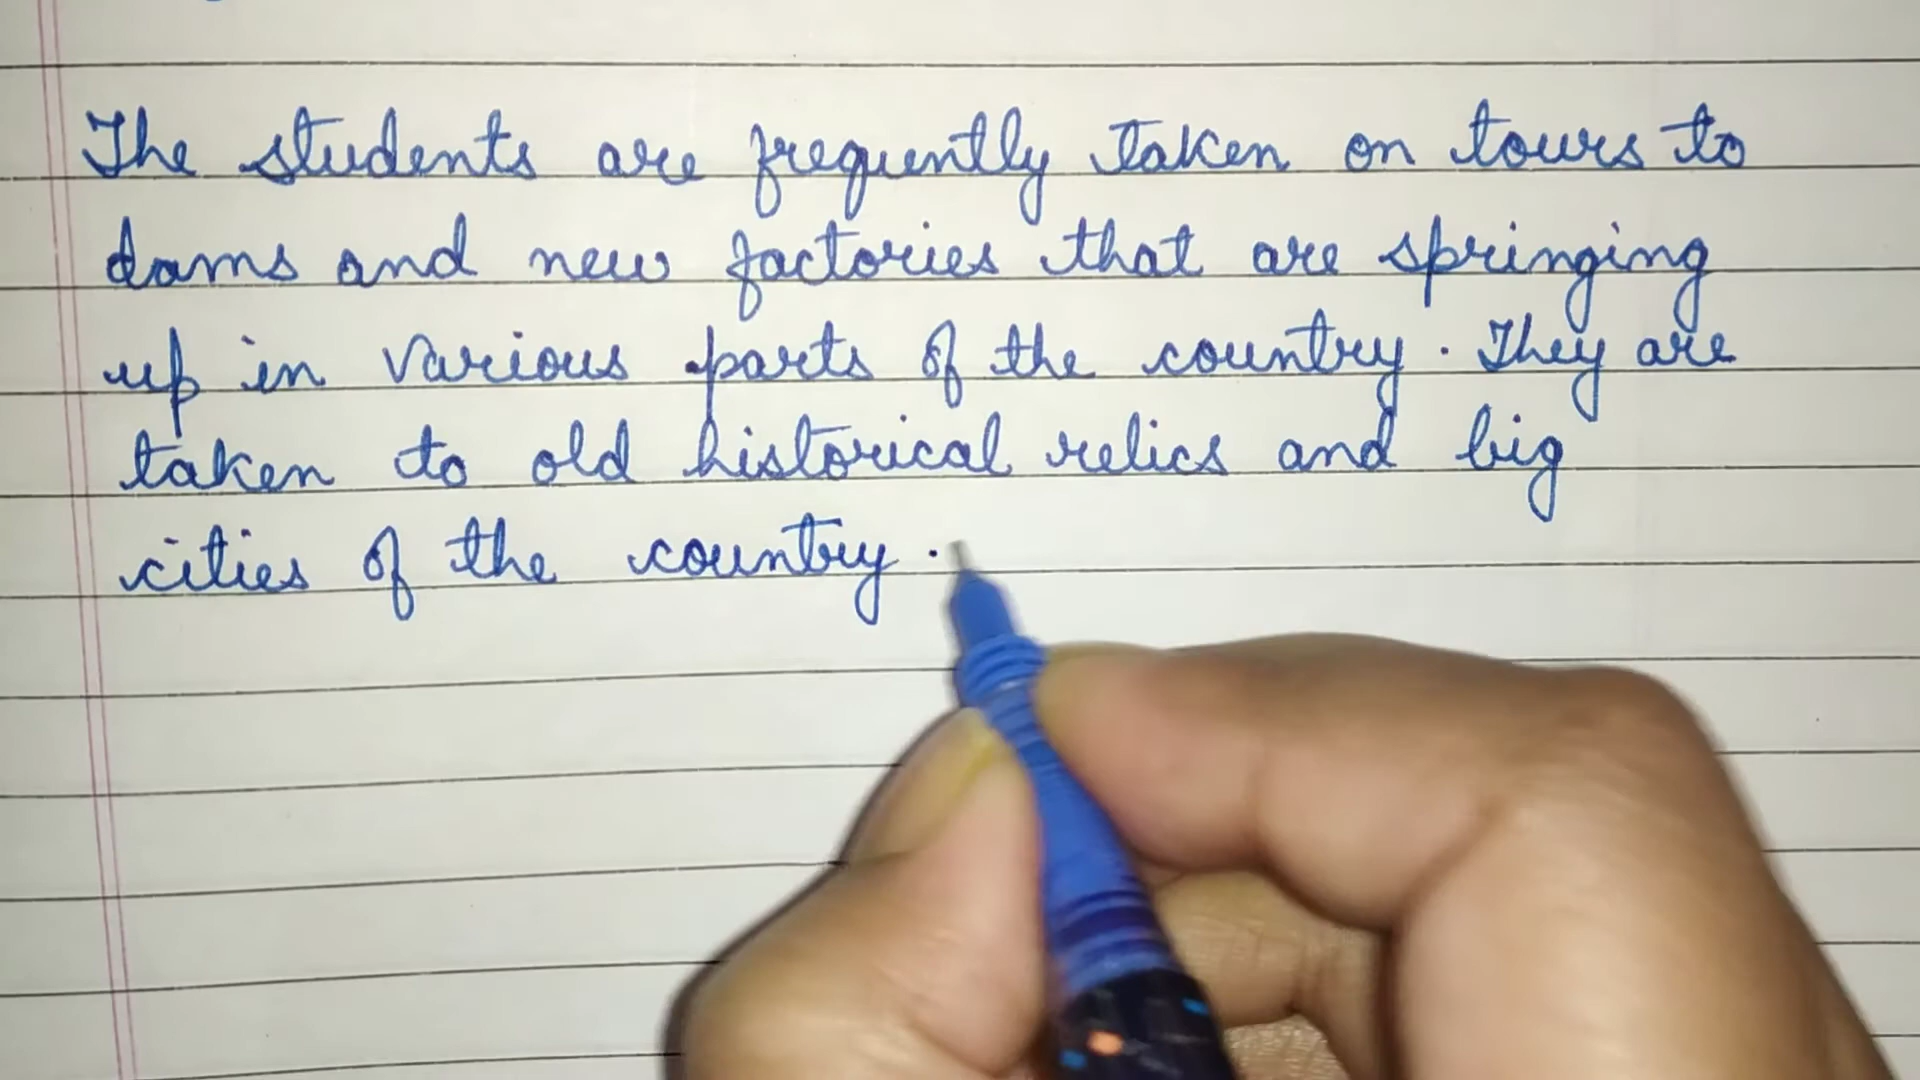 The students are frequently taken on tours to
dams and new factories that are springing
up in various parts of the country. They are
taken to old historical relics and big
cities of the country.